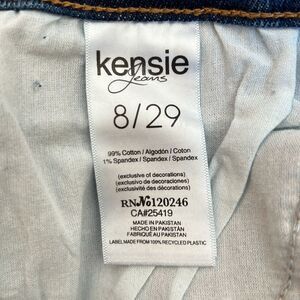 kensie
Jeans
8/29
99% Cotton / Algodón / Coton
1% Spandex / Spandex / Spandex
(exclusive of decorations)
(exclusivo de decoraciones)
(exclusivité des décorations)
RN№120246
CA#25419
MADE IN PAKISTAN
HECHO EN PAKISTÁN
FABRIQUÉ AU PAKISTAN
LABEL MADE FROM 100% RECYCLED PLASTIC